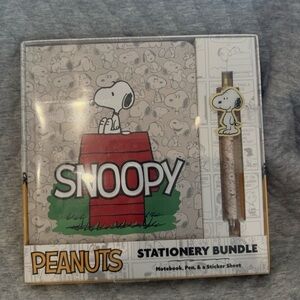 SNOOPY
PEANUTS
STATIONERY BUNDLE
Notebook, Pen, & a Sticker Sheet